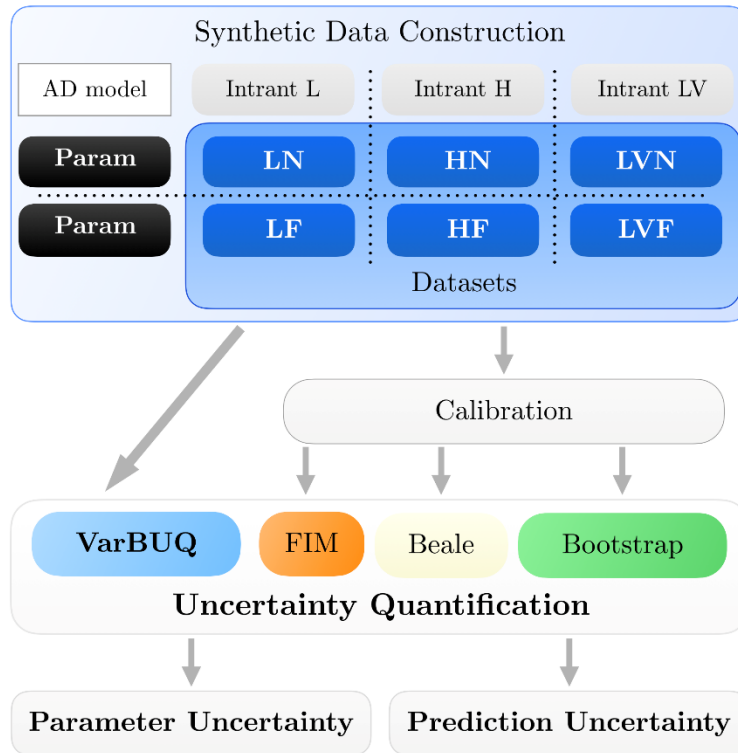 Synthetic Data Construction
AD model Intrant L Intrant H Intrant LV
Param LN HN LVN
Param LF HF LVF
Datasets
Calibration
VarBUQ FIM Beale Bootstrap
Uncertainty Quantification
Parameter Uncertainty Prediction Uncertainty